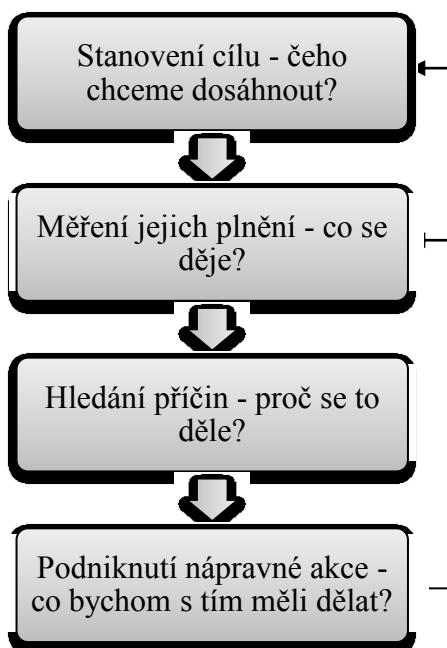 Stanovení cílu - čeho
chceme dosáhnout?
Měření jejich plnění - co se
děje?
Hledání příčin - proč se to
děle?
Podniknutí nápravné akce -
co bychom s tím měli dělat?